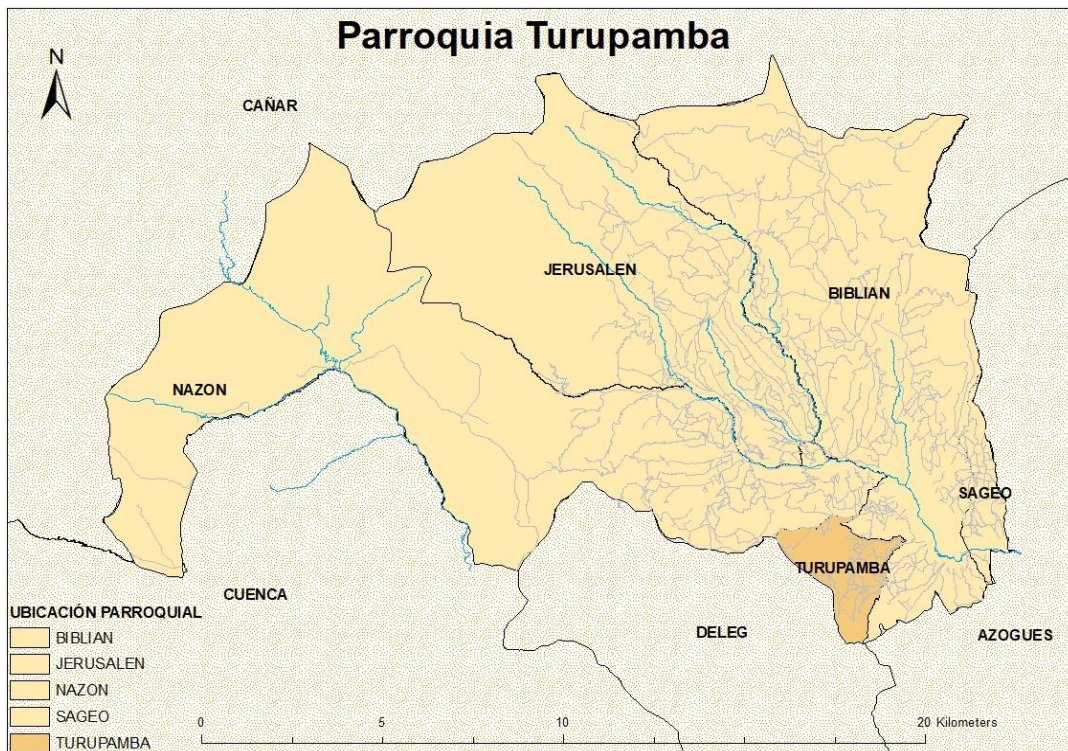 Parroquia Turupamba
N
CAÑAR
JERUSALEN
BIBLIAN
NAZON
SAGEO
TURUPAMBA
CUENCA
DELEG
AZOGUES
UBICACIÓN PARROQUIAL
BIBLIAN
JERUSALEN
NAZON
SAGEO
TURUPAMBA
0 5 10 20 Kilometers